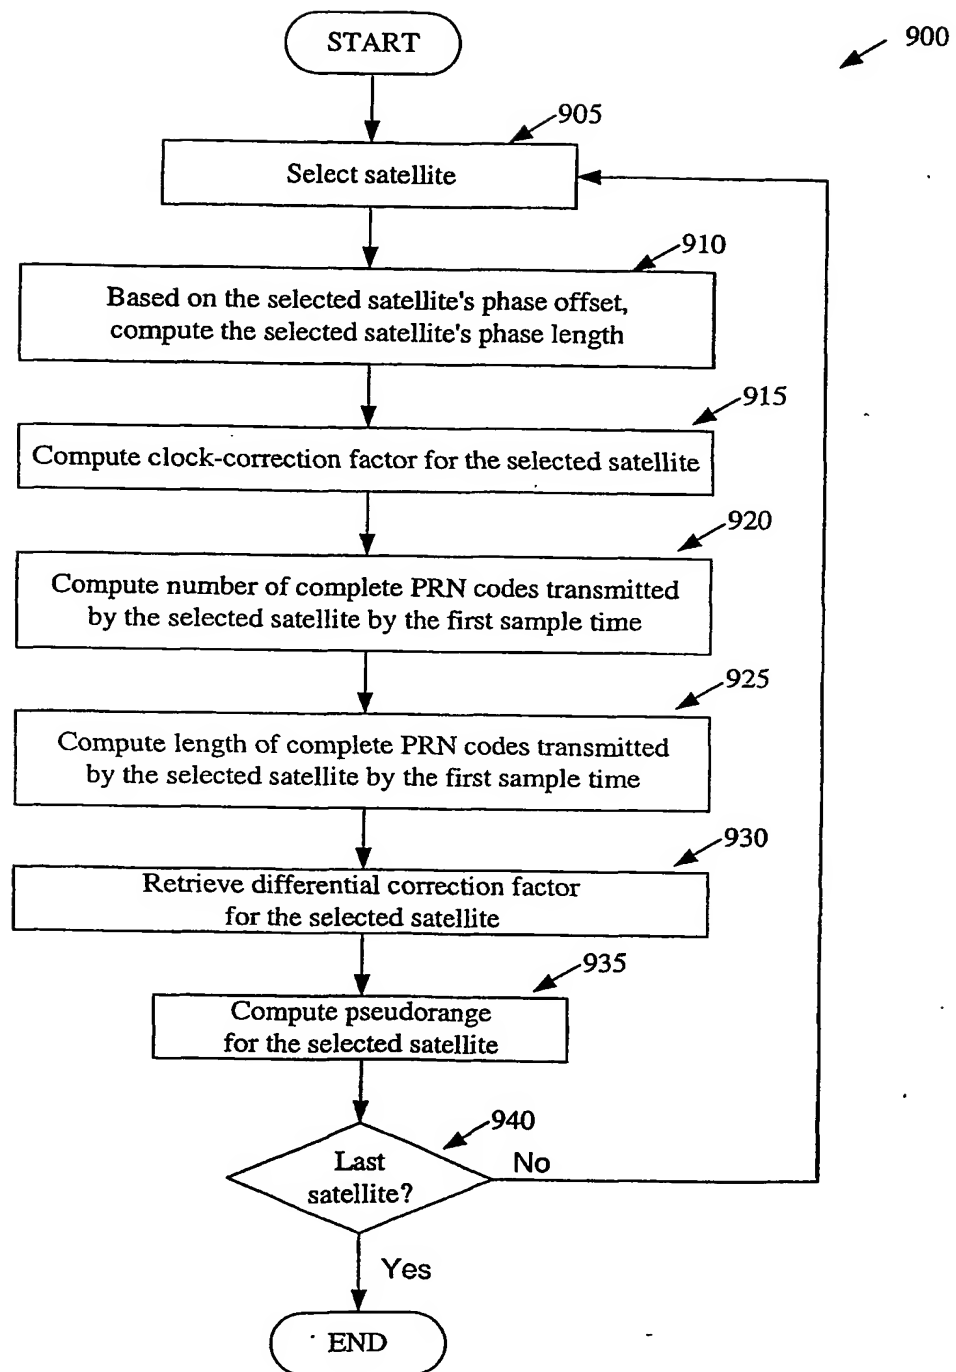 START
900
905
Select satellite
910
Based on the selected satellite's phase offset,
compute the selected satellite's phase length
915
Compute clock-correction factor for the selected satellite
920
Compute number of complete PRN codes transmitted
by the selected satellite by the first sample time
925
Compute length of complete PRN codes transmitted
by the selected satellite by the first sample time
930
Retrieve differential correction factor
for the selected satellite
935
Compute pseudorange
for the selected satellite
940
Last
satellite?
No
Yes
END